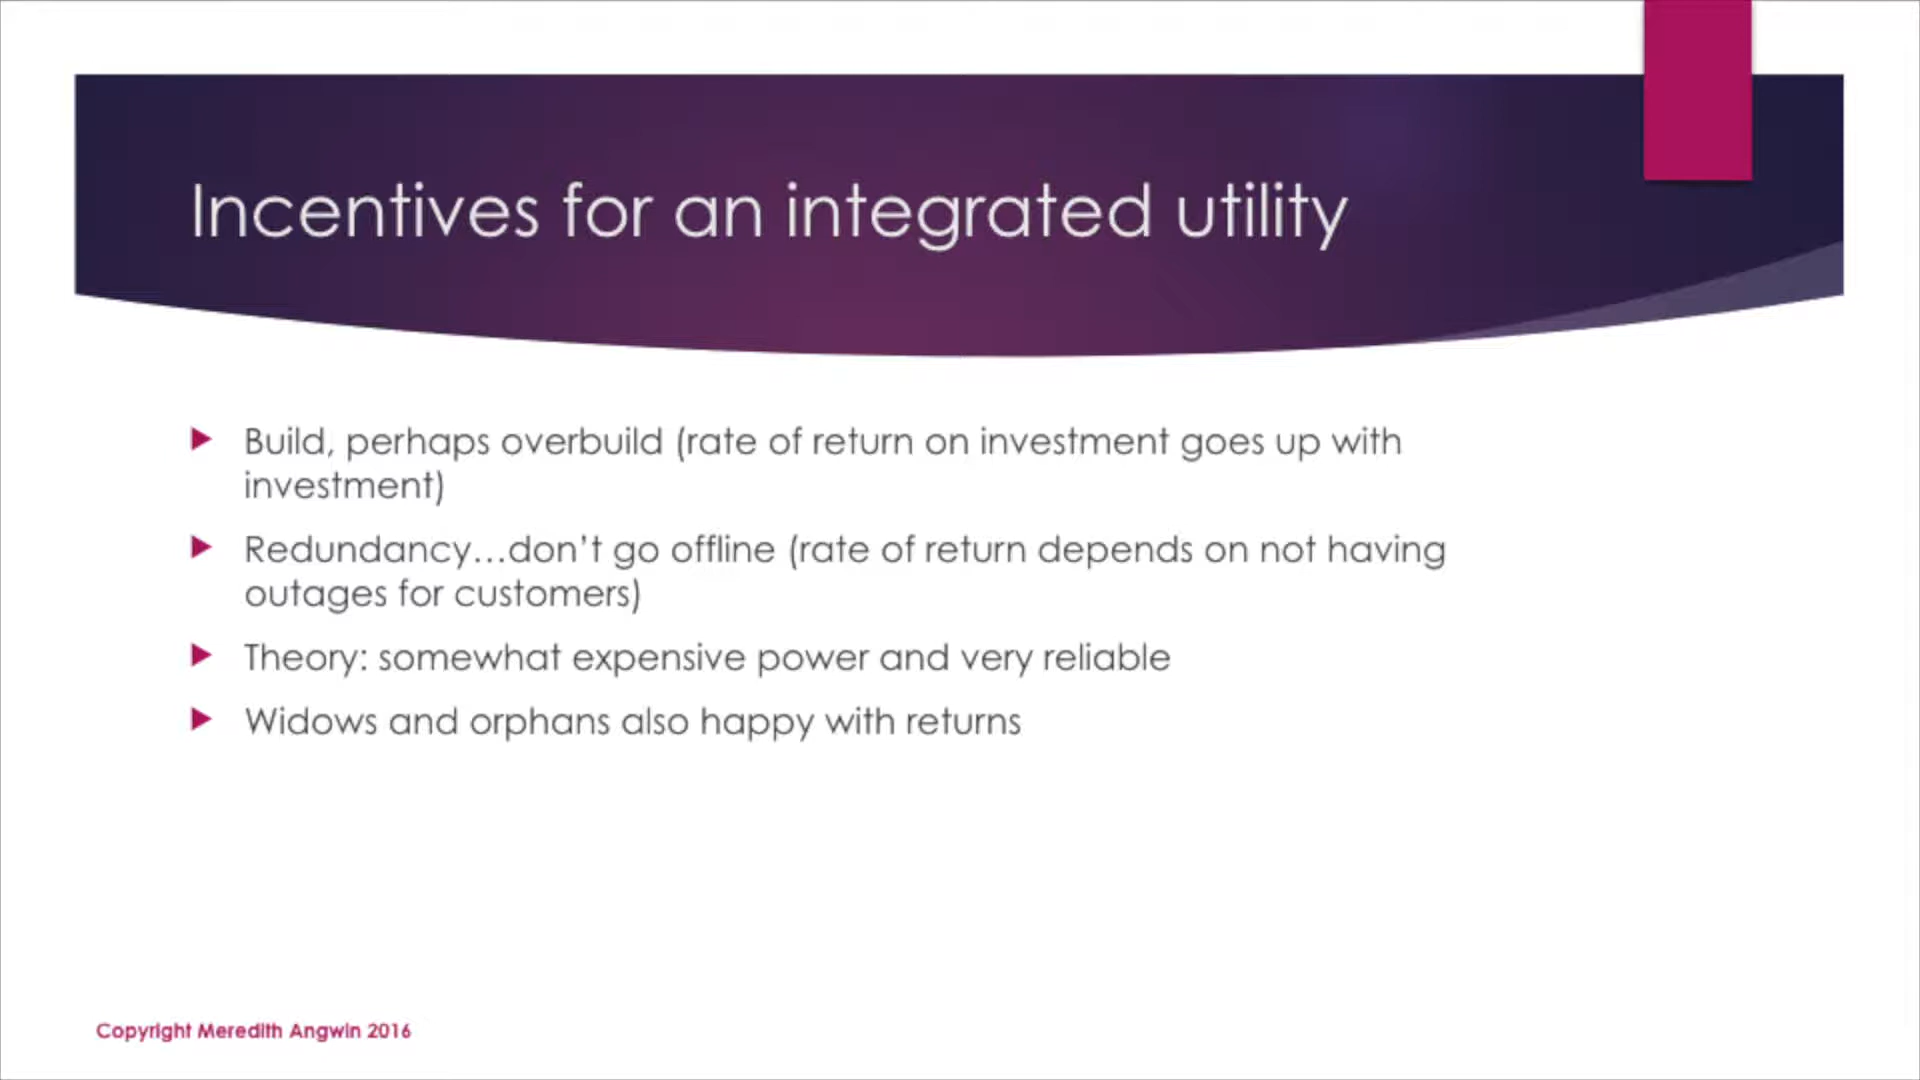 Incentives for an integrated utility
Build, perhaps overbuild (rate of return on investment goes up with
investment)
Redundancy...don't go offline (rate of return depends on not having
outages for customers)
Theory: somewhat expensive power and very reliable
Widows and orphans also happy with returns
Copyright Meredith Angwin 2016